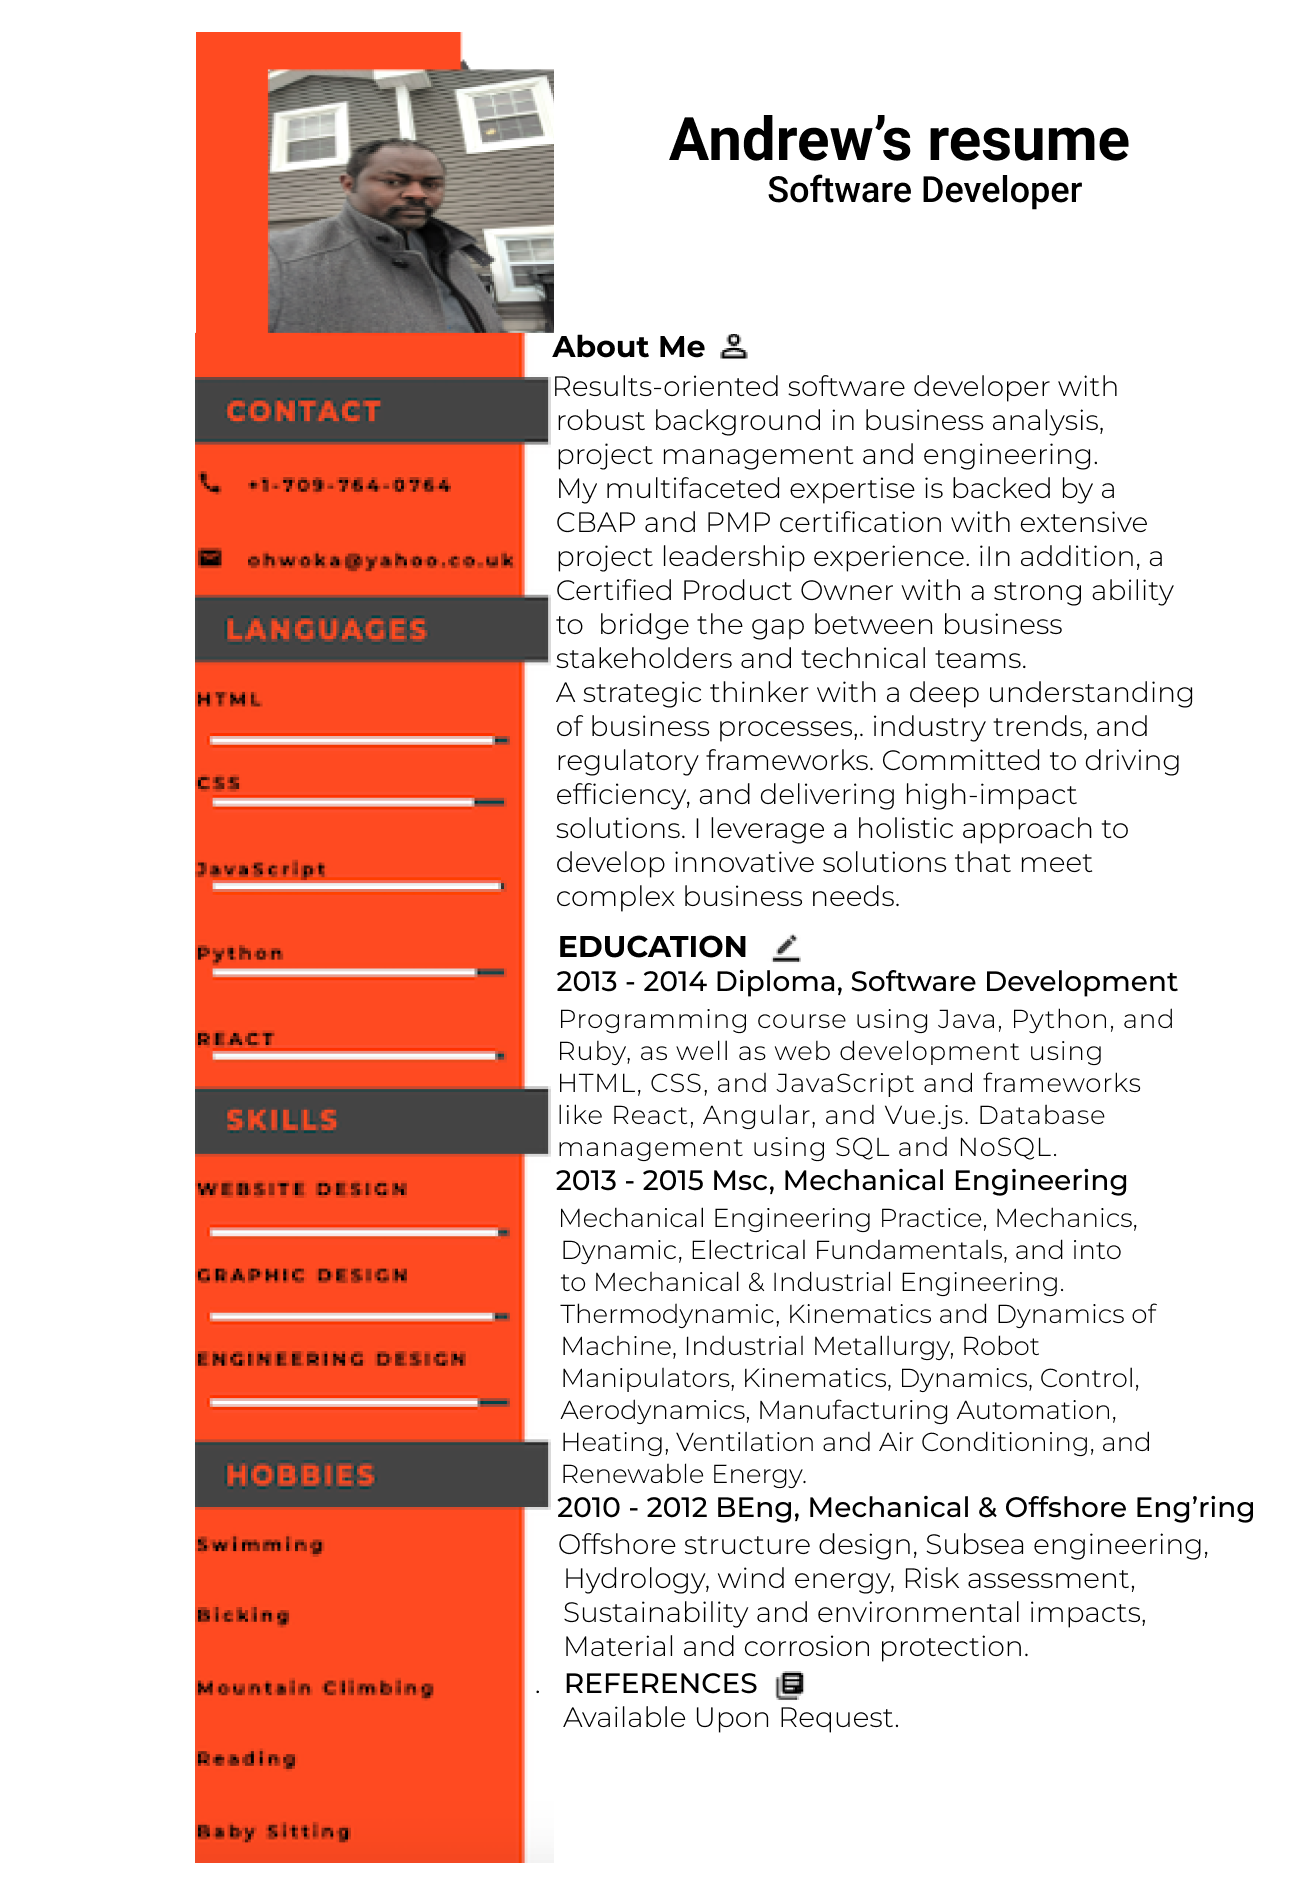 Andrew’s resume
Software Developer
CONTACT
+1-709-764-0764
ohwoka@yahoo.co.uk
LANGUAGES
HTML
CSS
JavaScript
Python
REACT
SKILLS
WEBSITE DESIGN
GRAPHIC DESIGN
ENGINEERING DESIGN
HOBBIES
Swimming
Bicking
Mountain Climbing
Reading
Baby Sitting
About Me
Results-oriented software developer with
robust background in business analysis,
project management and engineering.
My multifaceted expertise is backed by a
CBAP and PMP certification with extensive
project leadership experience. iIn addition, a
Certified Product Owner with a strong ability
to  bridge the gap between business
stakeholders and technical teams.
A strategic thinker with a deep understanding
of business processes,. industry trends, and
regulatory frameworks. Committed to driving
efficiency, and delivering high-impact
solutions. I leverage a holistic approach to
develop innovative solutions that meet
complex business needs.
EDUCATION
2013 - 2014 Diploma, Software Development
Programming course using Java, Python, and
Ruby, as well as web development using
HTML, CSS, and JavaScript and frameworks
like React, Angular, and Vue.js. Database
management using SQL and NoSQL.
2013 - 2015 Msc, Mechanical Engineering
Mechanical Engineering Practice, Mechanics,
Dynamic, Electrical Fundamentals, and into
to Mechanical & Industrial Engineering.
Thermodynamic, Kinematics and Dynamics of
Machine, Industrial Metallurgy, Robot
Manipulators, Kinematics, Dynamics, Control,
Aerodynamics, Manufacturing Automation,
Heating, Ventilation and Air Conditioning, and
Renewable Energy.
2010 - 2012 BEng, Mechanical & Offshore Eng’ring
Offshore structure design, Subsea engineering,
Hydrology, wind energy, Risk assessment,
Sustainability and environmental impacts,
Material and corrosion protection.
. REFERENCES
Available Upon Request.